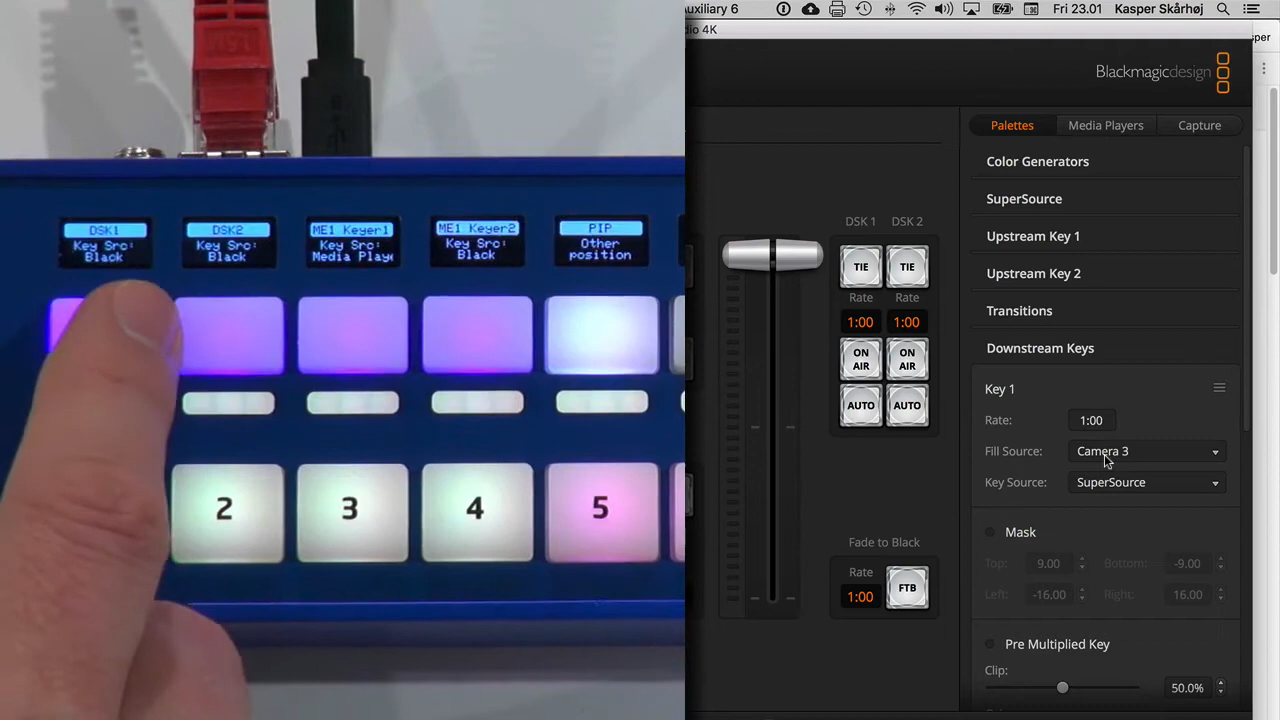 DSK1
Key Src:
Black
DSK2
Key Src:
Black
ME1 Keyer1
Key Src:
Media Playe
ME1 Keyer2
Key Src:
Black
PIP
Other
position
2
3
4
5
uxiliary 6
Fri 23.01
Kasper Skårhøj
dio 4K
sper
Blackmagicdesign
Palettes
Media Players
Capture
Color Generators
SuperSource
Upstream Key 1
Upstream Key 2
Transitions
Downstream Keys
DSK 1
DSK 2
TIE
TIE
Rate
Rate
1:00
1:00
ON
AIR
ON
AIR
AUTO
AUTO
Fade to Black
Rate
1:00
FTB
Key 1
Rate:
1:00
Fill Source:
Camera 3
Key Source:
SuperSource
Mask
Top:
9.00
Bottom:
-9.00
Left:
-16.00
Right:
16.00
Pre Multiplied Key
Clip:
50.0%